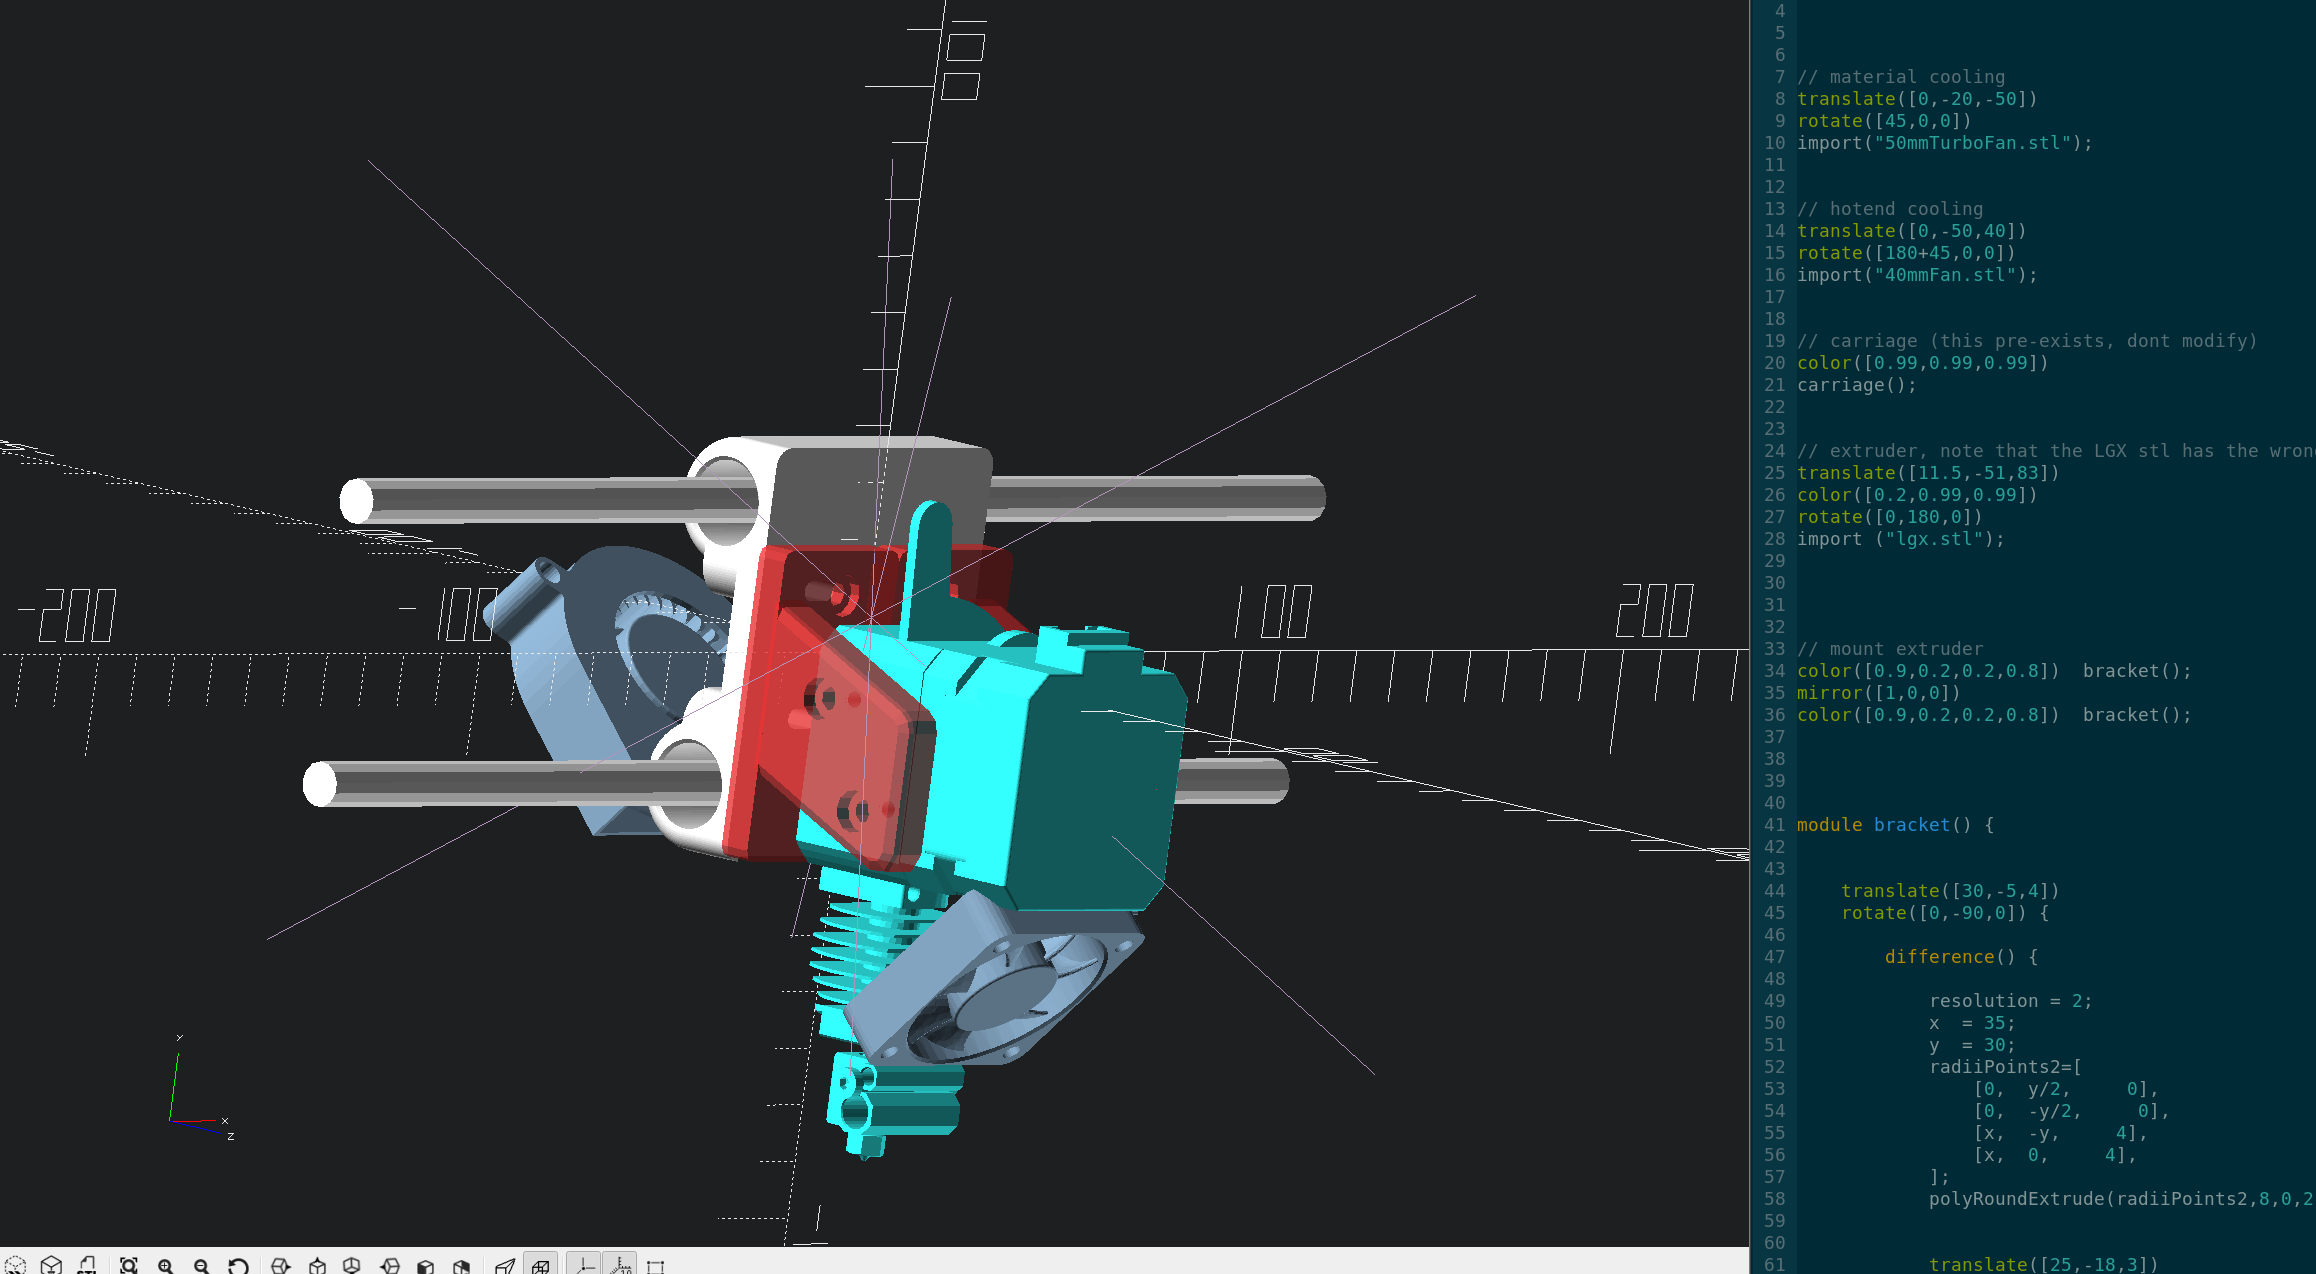 00
-200
-100
100
200
Y
X
Z
4
5
6
7 // material cooling
8 translate([0,-20,-50])
9 rotate([45,0,0])
10 import("50mmTurboFan.stl");
11
12
13 // hotend cooling
14 translate([0,-50,40])
15 rotate([180+45,0,0])
16 import("40mmFan.stl");
17
18
19 // carriage (this pre-exists, dont modify)
20 color([0.99,0.99,0.99])
21 carriage();
22
23
24 // extruder, note that the LGX stl has the wron
25 translate([11.5,-51,83])
26 color([0.2,0.99,0.99])
27 rotate([0,180,0])
28 import ("lgx.stl");
29
30
31
32
33 // mount extruder
34 color([0.9,0.2,0.2,0.8])  bracket();
35 mirror([1,0,0])
36 color([0.9,0.2,0.2,0.8])  bracket();
37
38
39
40
41 module bracket() {
42
43
44     translate([30,-5,4])
45     rotate([0,-90,0]) {
46
47         difference() {
48
49             resolution = 2;
50             x  = 35;
51             y  = 30;
52             radiiPoints2=[
53                 [0,  y/2,     0],
54                 [0,  -y/2,     0],
55                 [x,  -y,      4],
56                 [x,  0,      4],
57             ];
58             polyRoundExtrude(radiiPoints2,8,0,2
59
60
61             translate([25,-18,3])